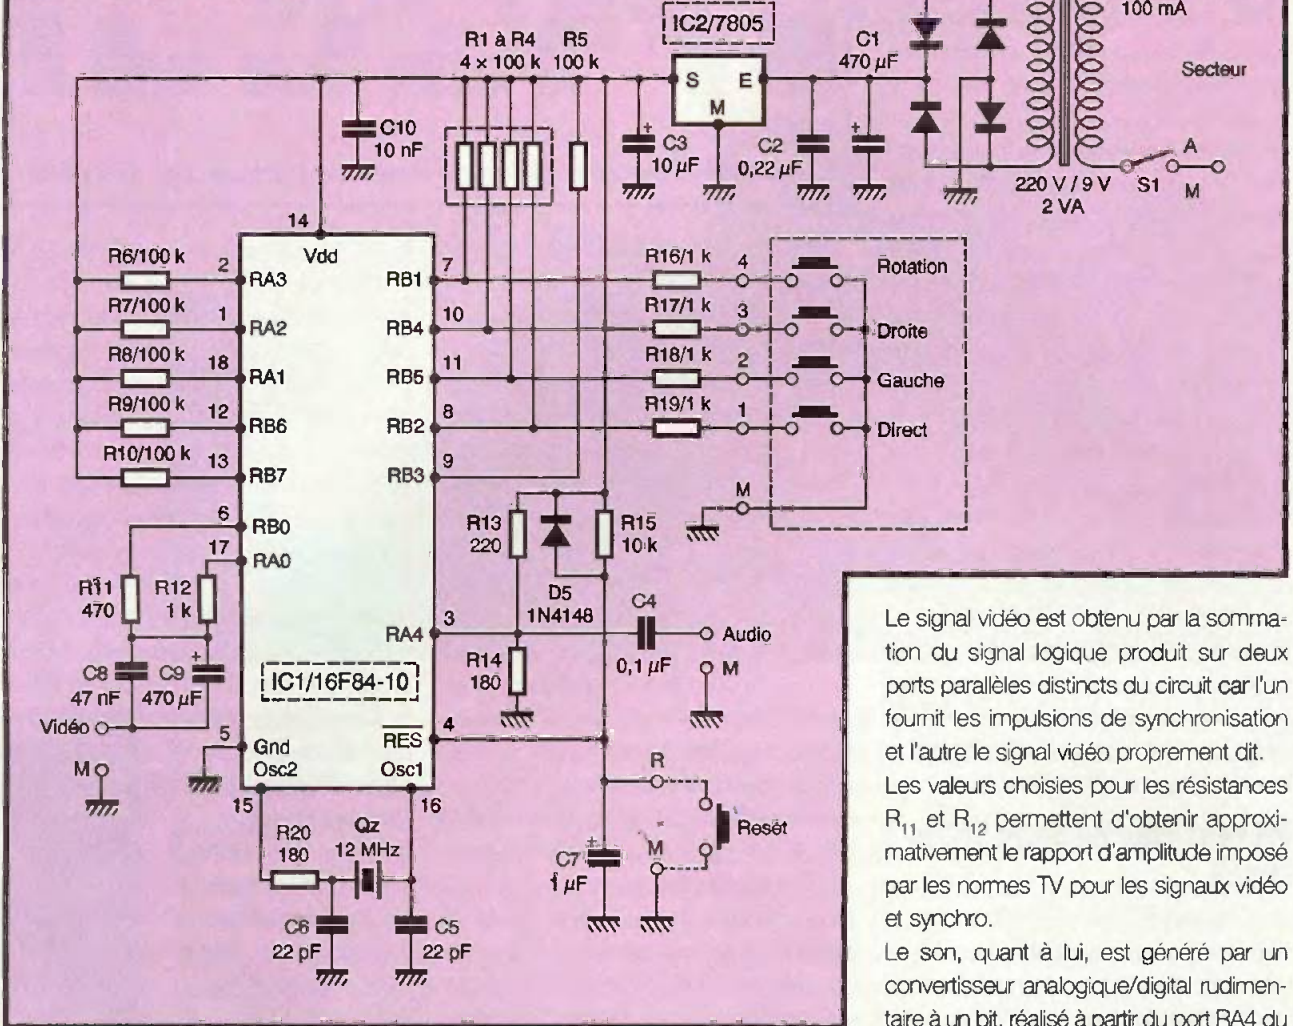 IC2/7805
100 mA
R1 à R4
4 × 100 k
R5
100 k
C1
470 µF
Secteur
S
E
M
C10
10 nF
+
C3
10 µF
C2
0,22 µF
+
220 V / 9 V
2 VA
S1
A
M
14
Vdd
R6/100 k
2
RA3
RB1
7
R16/1 k
4
Rotation
R7/100 k
1
RA2
RB4
10
R17/1 k
3
Droite
R8/100 k
18
RA1
RB5
11
R18/1 k
2
Gauche
R9/100 k
12
RB6
RB2
8
R19/1 k
1
Direct
R10/100 k
13
RB7
RB3
9
M
6
RB0
R13
220
R15
10 k
17
RA0
R11
470
R12
1 k
D5
1N4148
C4
0,1 µF
RA4
3
Audio
M
R14
180
C8
47 nF
C9
470 µF
+
IC1/16F84-10
Vidéo
M
5
Gnd
RES
4
Osc2
Osc1
15
16
R
Reset
M
R20
180
Qz
12 MHz
C7
1 µF
+
C6
22 pF
C5
22 pF
Le signal vidéo est obtenu par la somma-
tion du signal logique produit sur deux
ports parallèles distincts du circuit car l'un
fournit les impulsions de synchronisation
et l'autre le signal vidéo proprement dit.
Les valeurs choisies pour les résistances
R11 et R12 permettent d'obtenir approxi-
mativement le rapport d'amplitude imposé
par les normes TV pour les signaux vidéo
et synchro.
Le son, quant à lui, est généré par un
convertisseur analogique/digital rudimen-
taire à un bit, réalisé à partir du port RA4 du